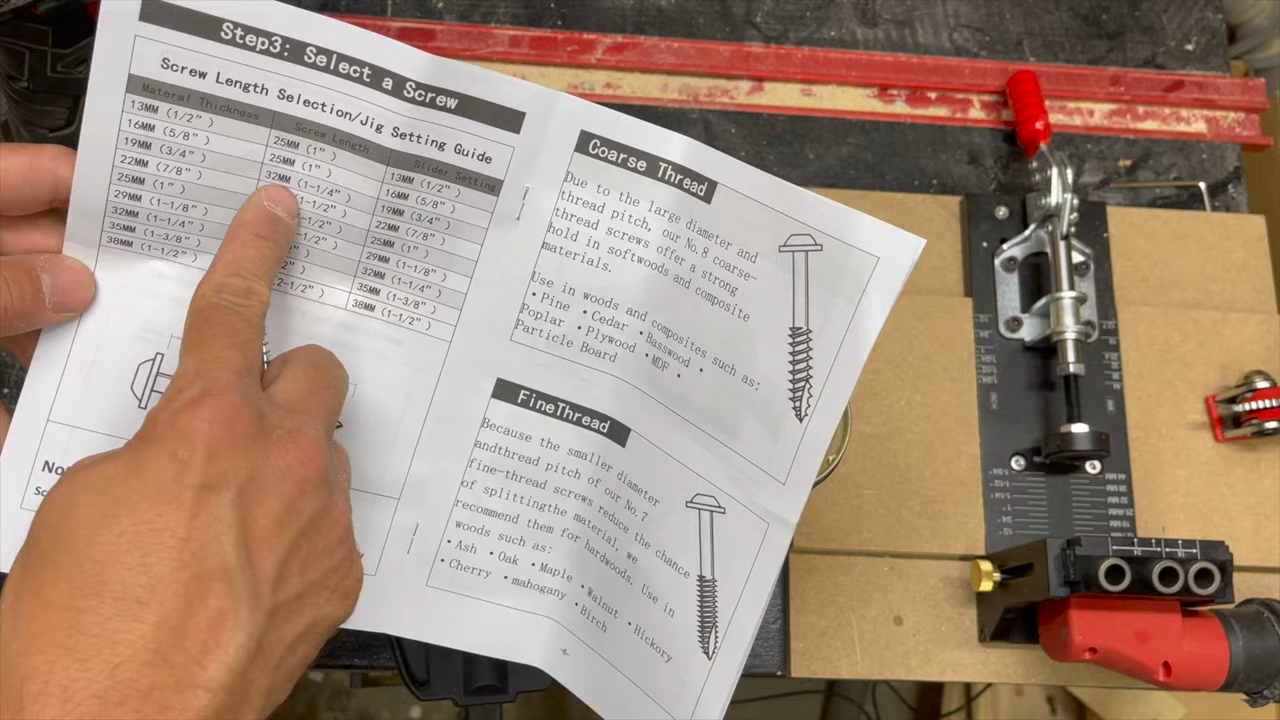 Step3: Select a Screw
Screw Length Selection/Jig Setting Guide
Materal Thickness Screw Length Slider Setting
13MM (1/2") 25MM (1") 13MM (1/2")
16MM (5/8") 25MM (1") 16MM (5/8")
19MM (3/4") 32MM (1-1/4") 19MM (3/4")
22MM (7/8") 22MM (7/8")
25MM (1") 25MM (1")
29MM (1-1/8") 29MM (1-1/8")
32MM (1-1/4") 32MM (1-1/4")
35MM (1-3/8") 35MM (1-3/8")
38MM (1-1/2") 38MM (1-1/2")
Coarse Thread
Due to the large diameter and
thread pitch, our No.8 coarse-
thread screws offer a strong
hold in softwoods and composite
materials.
Use in woods and composites such as:
•Pine •Cedar •Basswood •
Poplar •Plywood •MDF •
Particle Board
FineThread
Because the smaller diameter
andthread pitch of our No.7
fine-thread screws reduce the chance
of splittingthe material, we
recommend them for hardwoods. Use in
woods such as:
•Ash •Oak •Maple •Walnut •Hickory
•Cherry •mahogany •Birch
-6-